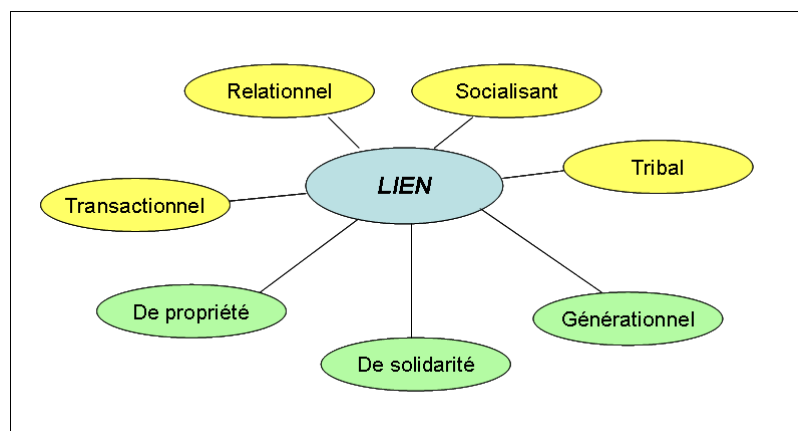 Relationnel
Socialisant
LIEN
Tribal
Transactionnel
De propriété
Générationnel
De solidarité